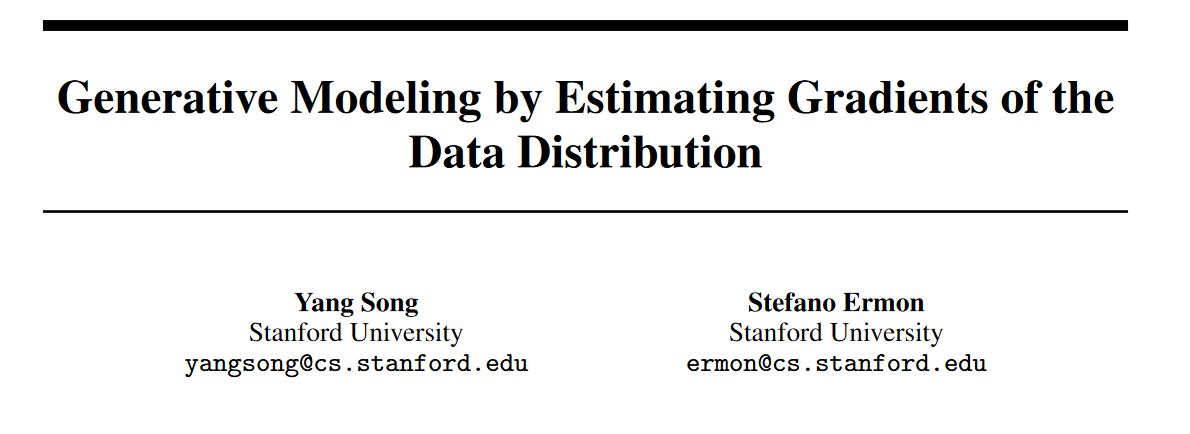 Generative Modeling by Estimating Gradients of the
Data Distribution
Yang Song
Stanford University
yangsong@cs.stanford.edu
Stefano Ermon
Stanford University
ermon@cs.stanford.edu